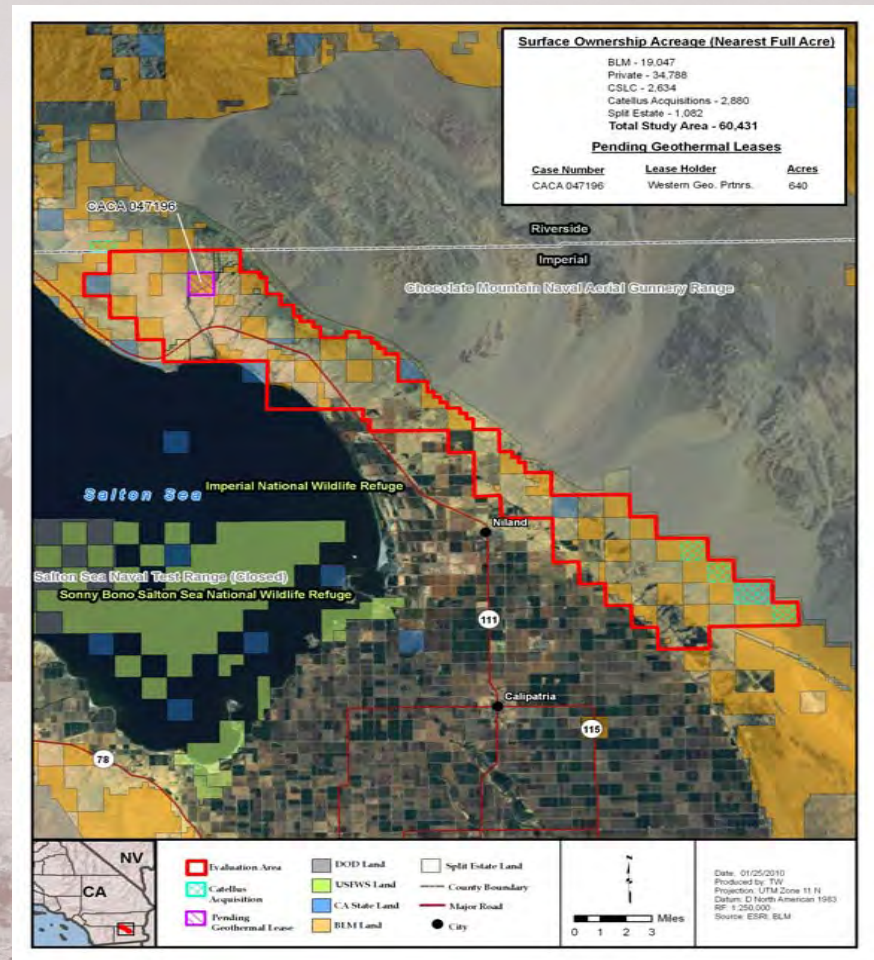 Surface Ownership Acreage (Nearest Full Acre)
BLM - 19,047
Private - 34,788
CSLC - 2,634
Catellus Acquisitions - 2,880
Split Estate - 1,082
Total Study Area - 60,431
Pending Geothermal Leases
Case Number Lease Holder Acres
CACA 047196 Western Geo. Prtnrs. 640
CACA 047196
Riverside
Imperial
Chocolate Mountain Naval Aerial Gunnery Range
Salton Sea
Imperial National Wildlife Refuge
Niland
Salton Sea Naval Test Range (Closed)
Sonny Bono Salton Sea National Wildlife Refuge
111
Calipatria
115
78
NV
CA
Evaluation Area
Catellus
Acquisition
Pending
Geothermal Lease
DOD Land
USFWS Land
CA State Land
BLM Land
Split Estate Land
County Boundary
Major Road
City
N
Miles
0 1 2 3
Date: 01/25/2010
Produced by: TW
Projection: UTM Zone 11 N
Datum: D North American 1983
RF: 1:250,000
Source: ESRI, BLM